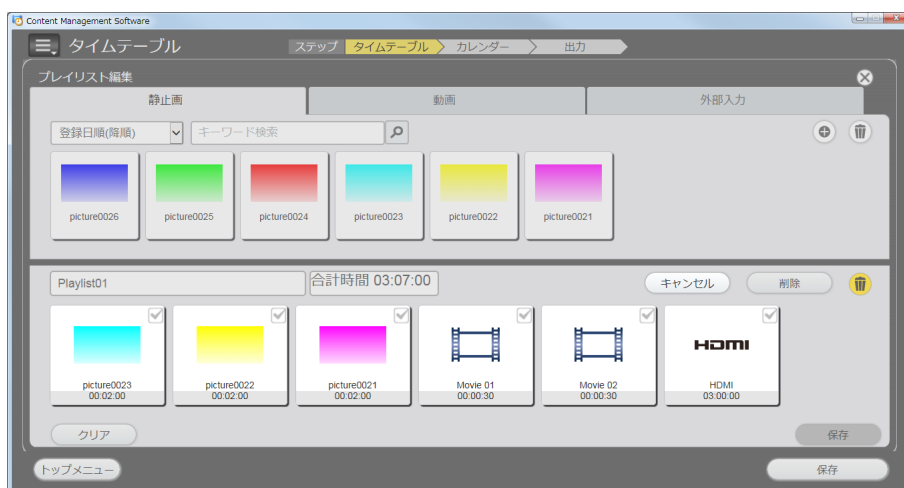 Content Management Software
タイムテーブル
ステップ タイムテーブル カレンダー 出力
プレイリスト編集
静止画 動画 外部入力
登録日順(降順) キーワード検索
picture0026 picture0025 picture0024 picture0023 picture0022 picture0021
Playlist01 合計時間 03:07:00 キャンセル 削除
HDMI
picture0023 picture0022 picture0021 Movie 01 Movie 02 HDMI
00:02:00 00:02:00 00:02:00 00:00:30 00:00:30 03:00:00
クリア 保存
トップメニュー 保存